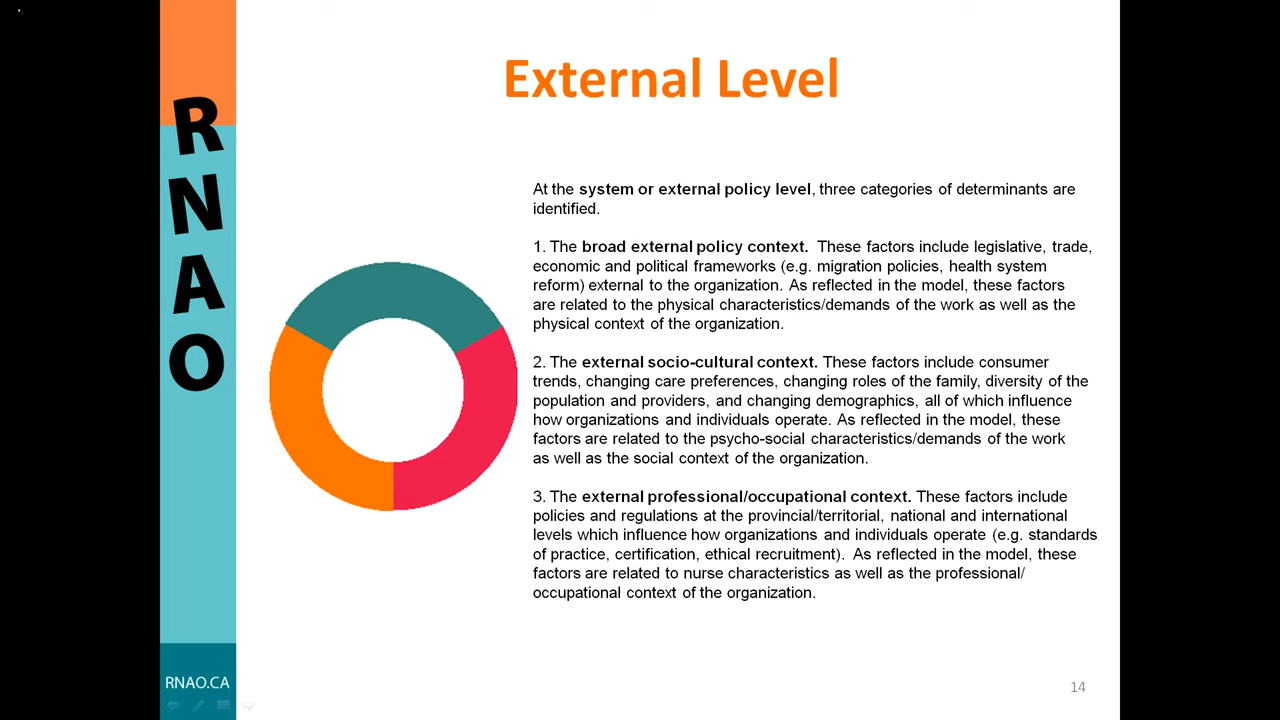 R
N
A
O
RNAO.CA
External Level
At the system or external policy level, three categories of determinants are
identified.
1. The broad external policy context.  These factors include legislative, trade,
economic and political frameworks (e.g. migration policies, health system
reform) external to the organization.  As reflected in the model, these factors
are related to the physical characteristics/demands of the work as well as the
physical context of the organization.
2. The external socio-cultural context. These factors include consumer
trends, changing care preferences, changing roles of the family, diversity of the
population and providers, and changing demographics, all of which influence
how organizations and individuals operate.  As reflected in the model, these
factors are related to the psycho-social characteristics/demands of the work
as well as the social context of the organization.
3. The external professional/occupational context. These factors include
policies and regulations at the provincial/territorial, national and international
levels which influence how organizations and individuals operate (e.g. standards
of practice, certification, ethical recruitment).  As reflected in the model, these
factors are related to nurse characteristics as well as the professional/
occupational context of the organization.
14